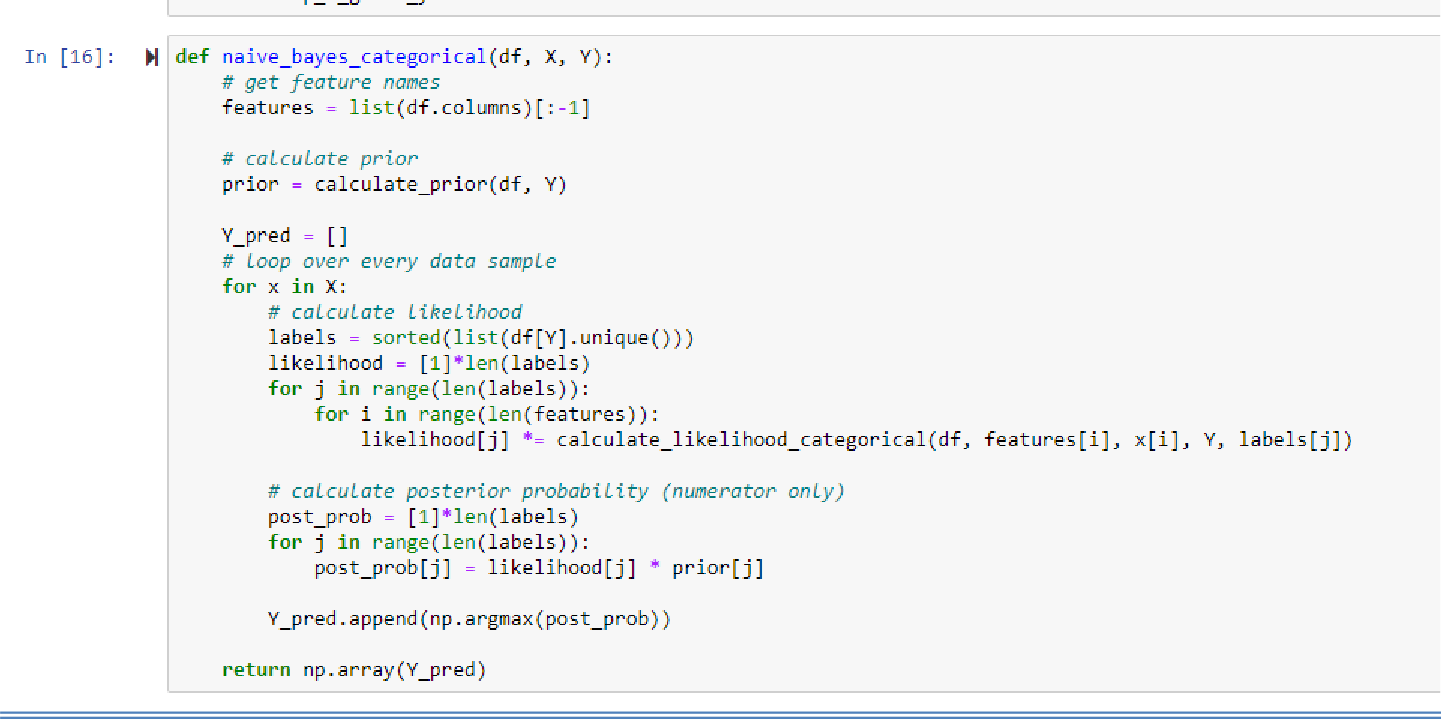 In [16]:
def naive_bayes_categorical(df, X, Y):
    # get feature names
    features = list(df.columns)[:-1]

    # calculate prior
    prior = calculate_prior(df, Y)

    Y_pred = []
    # loop over every data sample
    for x in X:
        # calculate likelihood
        labels = sorted(list(df[Y].unique()))
        likelihood = [1]*len(labels)
        for j in range(len(labels)):
            for i in range(len(features)):
                likelihood[j] *= calculate_likelihood_categorical(df, features[i], x[i], Y, labels[j])

        # calculate posterior probability (numerator only)
        post_prob = [1]*len(labels)
        for j in range(len(labels)):
            post_prob[j] = likelihood[j] * prior[j]

        Y_pred.append(np.argmax(post_prob))

    return np.array(Y_pred)